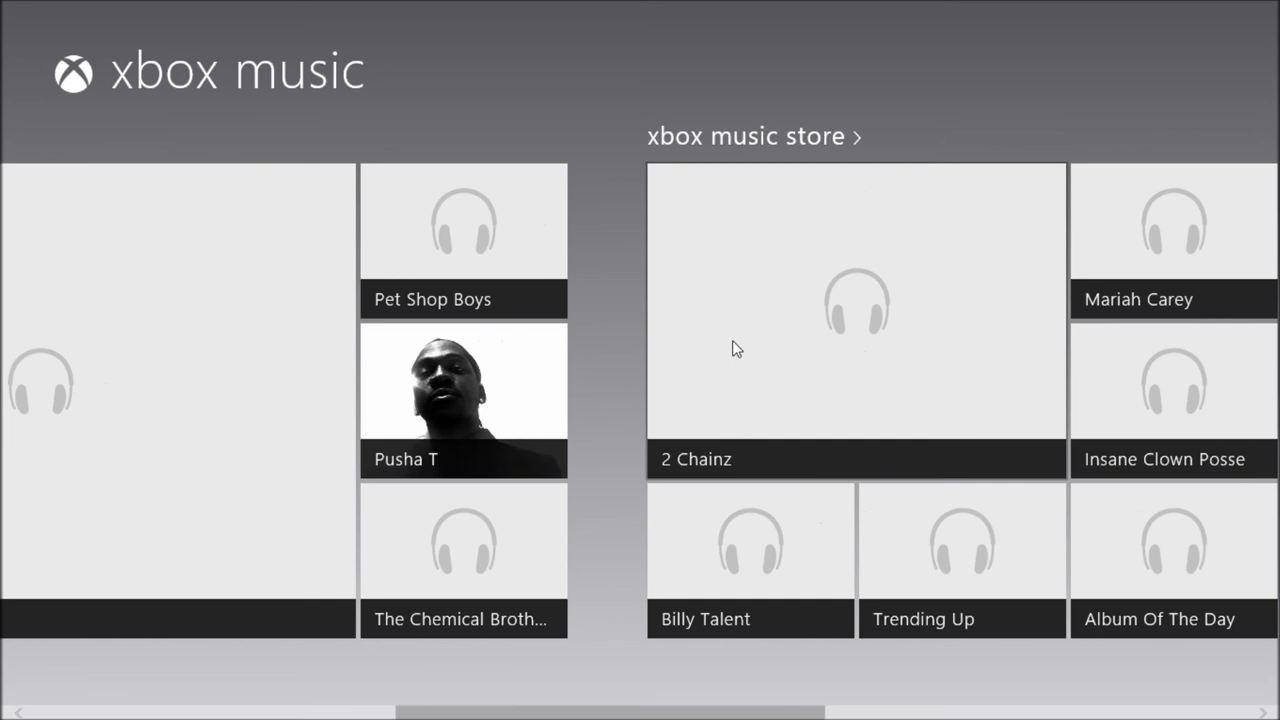 xbox music
xbox music store >
Pet Shop Boys
Pusha T
The Chemical Broth...
2 Chainz
Mariah Carey
Insane Clown Posse
Billy Talent
Trending Up
Album Of The Day